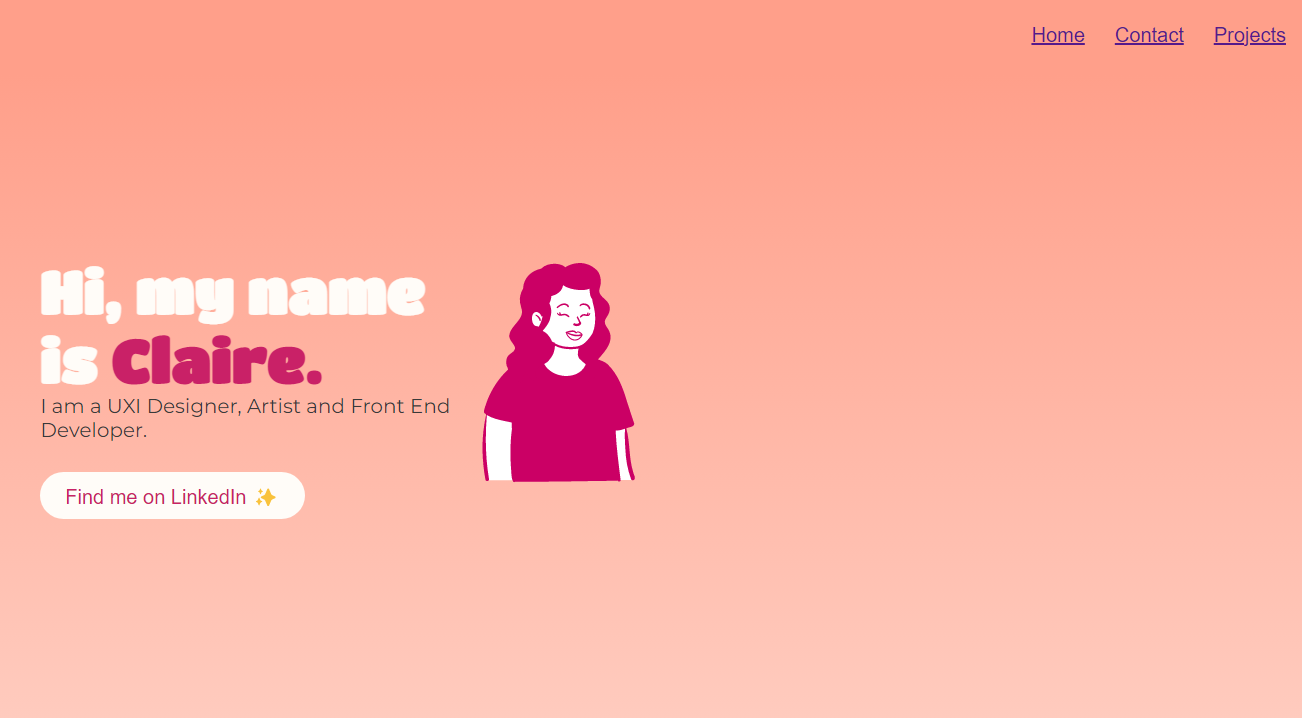 Home Contact Projects
Hi, my name
is Claire.
I am a UXI Designer, Artist and Front End
Developer.
Find me on LinkedIn ✨